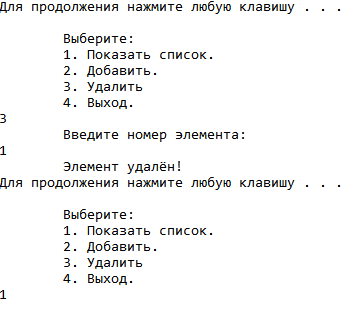 Для продолжения нажмите любую клавишу . . .
Выберите:
1. Показать список.
2. Добавить.
3. Удалить
4. Выход.
3
Введите номер элемента:
1
Элемент удалён!
Для продолжения нажмите любую клавишу . . .
Выберите:
1. Показать список.
2. Добавить.
3. Удалить
4. Выход.
1